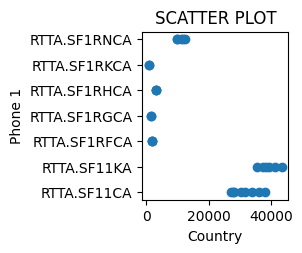 SCATTER PLOT
RTTA.SF1RNCA
RTTA.SF1RKCA
RTTA.SF1RHCA
RTTA.SF1RGCA
RTTA.SF1RFCA
RTTA.SF11KA
RTTA.SF11CA
Phone 1
0 20000 40000
Country